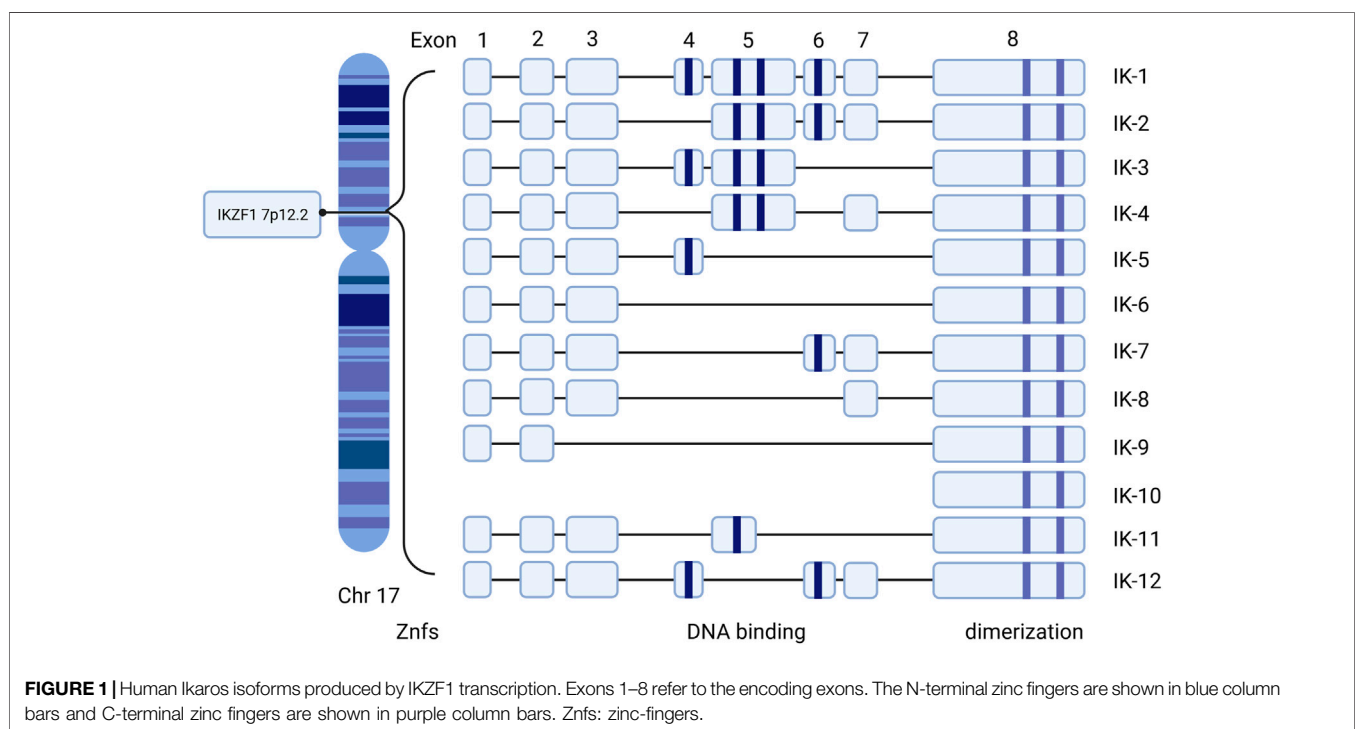 Exon 1 2 3 4 5 6 7 8
IK-1
IK-2
IK-3
IK-4
IKZF1 7p12.2
IK-5
IK-6
IK-7
IK-8
IK-9
IK-10
IK-11
IK-12
Chr 17
Znfs DNA binding dimerization
FIGURE 1 | Human Ikaros isoforms produced by IKZF1 transcription. Exons 1–8 refer to the encoding exons. The N-terminal zinc fingers are shown in blue column
bars and C-terminal zinc fingers are shown in purple column bars. Znfs: zinc-fingers.